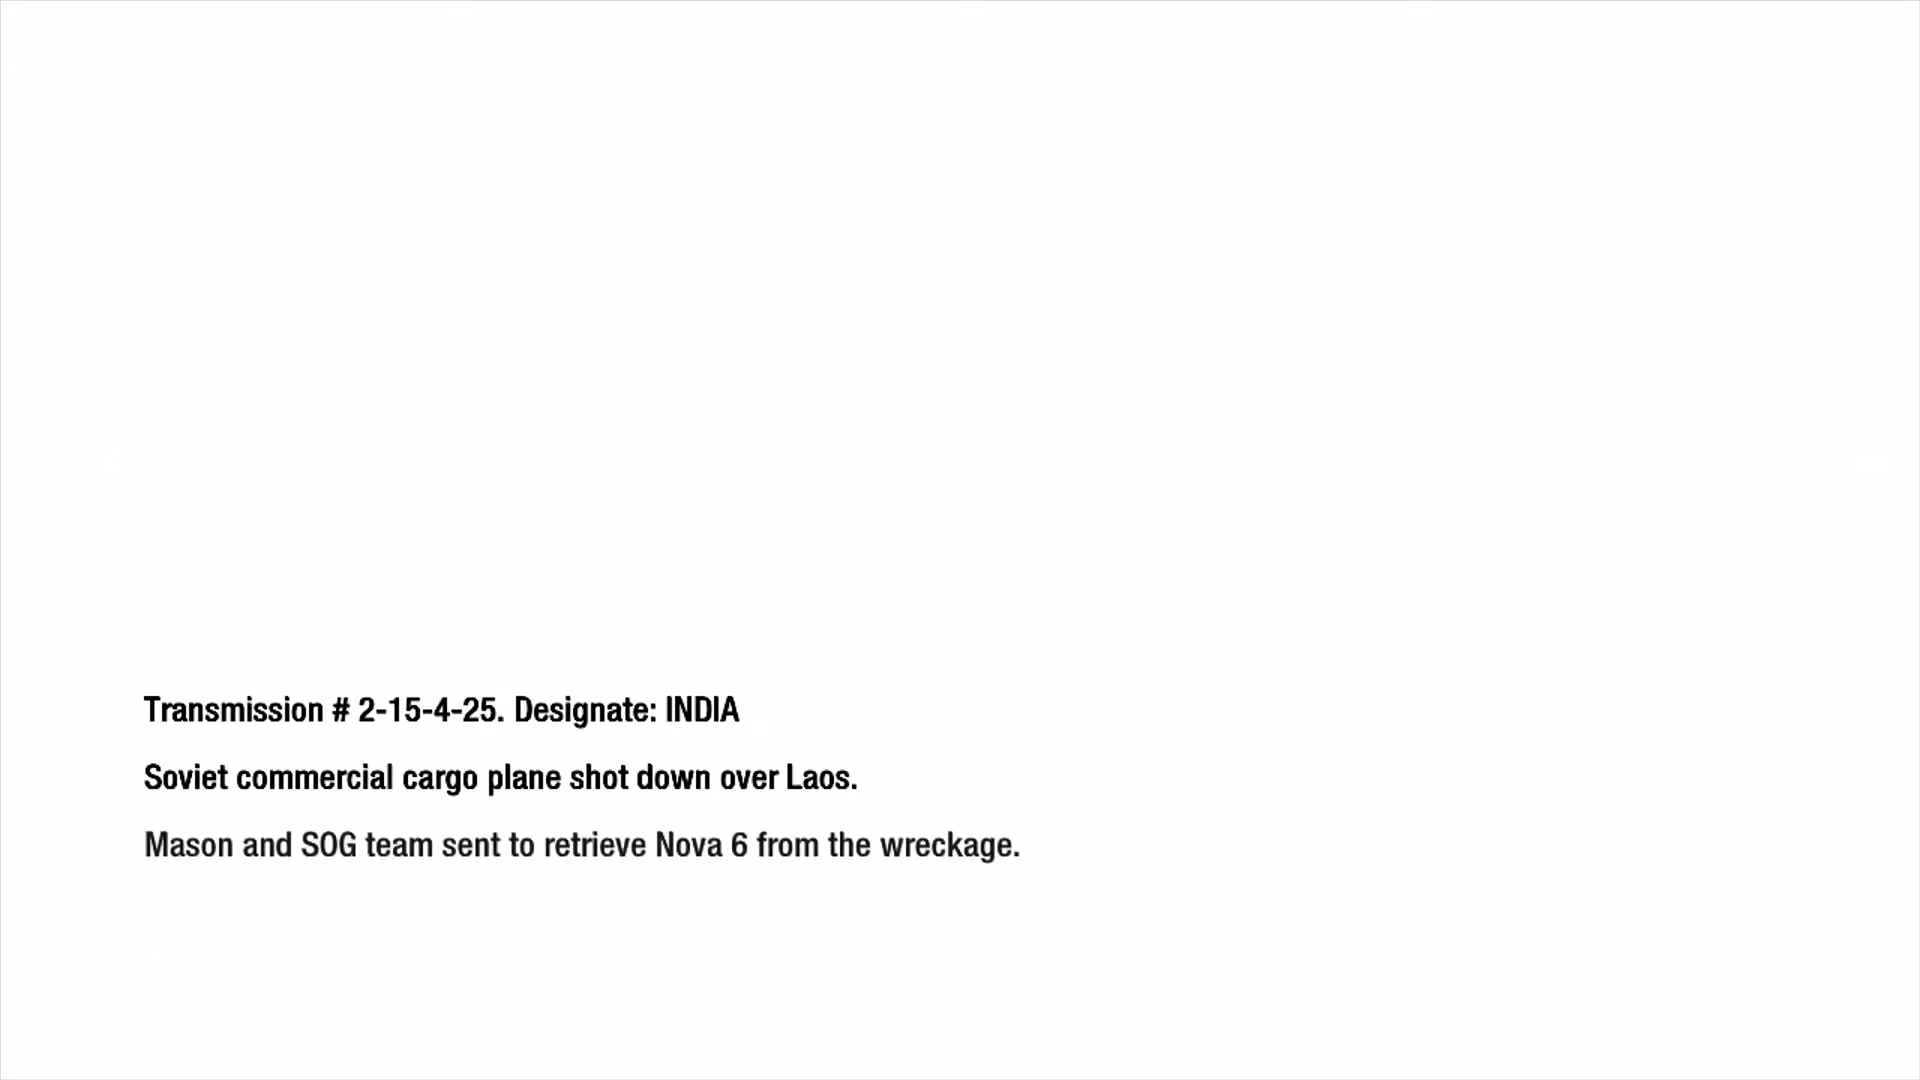 Transmission # 2-15-4-25. Designate: INDIA
Soviet commercial cargo plane shot down over Laos.
Mason and SOG team sent to retrieve Nova 6 from the wreckage.